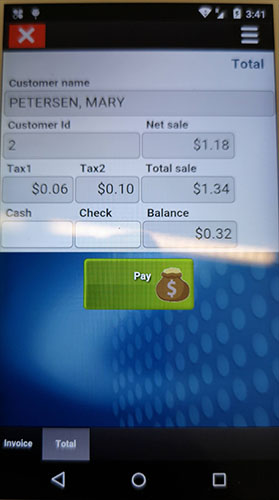 3:41
Total
Customer name
PETERSEN, MARY
Customer Id Net sale
2 $1.18
Tax1 Tax2 Total sale
$0.06 $0.10 $1.34
Cash Check Balance
$0.32
Pay
$
Invoice Total